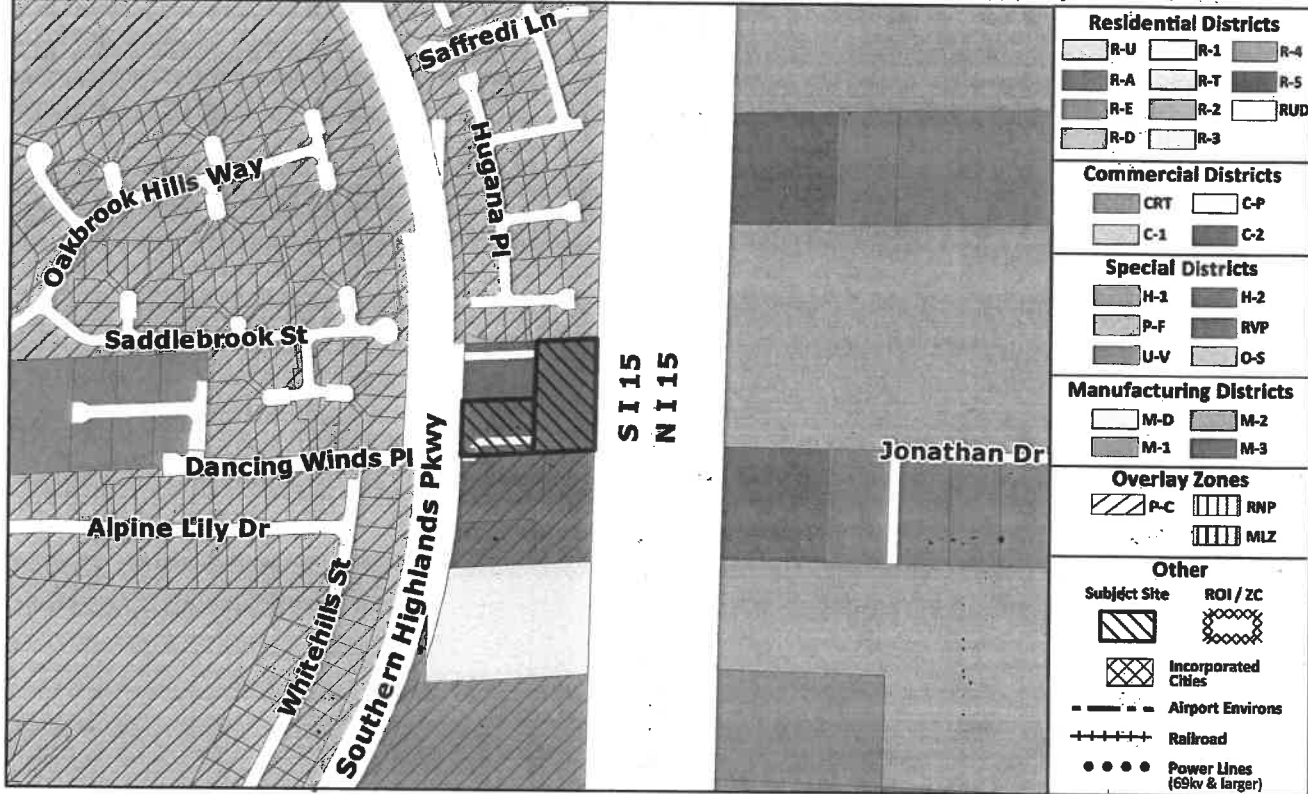 Saffredi Ln
Hugana Pl
Oakbrook Hills Way
Saddlebrook St
S I 15
N I 15
Dancing Winds Pl
Jonathan Dr
Alpine Lily Dr
Whitehills St
Southern Highlands Pkwy
Residential Districts
R-U R-1 R-4
R-A R-T R-5
R-E R-2 RUD
R-D R-3
Commercial Districts
CRT C-P
C-1 C-2
Special Districts
H-1 H-2
P-F RVP
U-V O-S
Manufacturing Districts
M-D M-2
M-1 M-3
Overlay Zones
P-C RNP
MLZ
Other
Subject Site ROI / ZC
Incorporated
Cities
Airport Environs
Railroad
Power Lines
(69kv & larger)